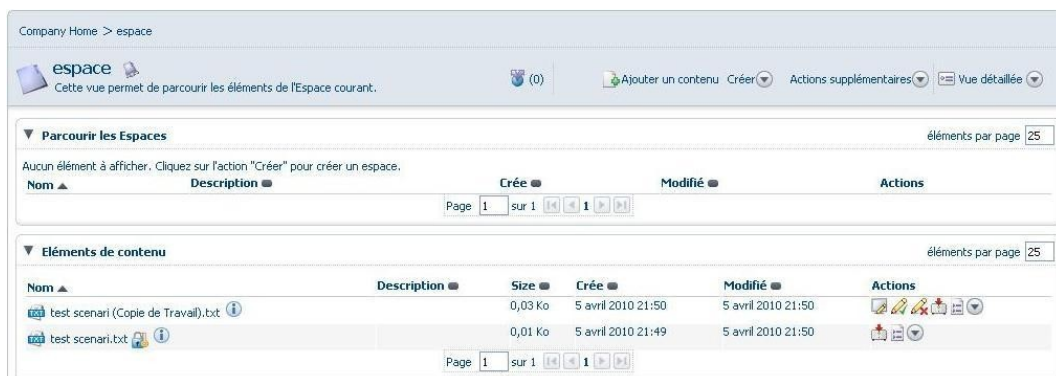 Company Home > espace
espace
(0) Ajouter un contenu Créer Actions supplémentaires Vue détaillée
Cette vue permet de parcourir les éléments de l'Espace courant.
Parcourir les Espaces éléments par page 25
Aucun élément à afficher. Cliquez sur l'action "Créer" pour créer un espace.
Nom Description Crée Modifié Actions
Page 1 sur 1 1
Eléments de contenu éléments par page 25
Nom Description Size Crée Modifié Actions
test scenari (Copie de Travail).txt 0,03 Ko 5 avril 2010 21:50 5 avril 2010 21:50
test scenari.txt 0,01 Ko 5 avril 2010 21:49 5 avril 2010 21:50
Page 1 sur 1 1